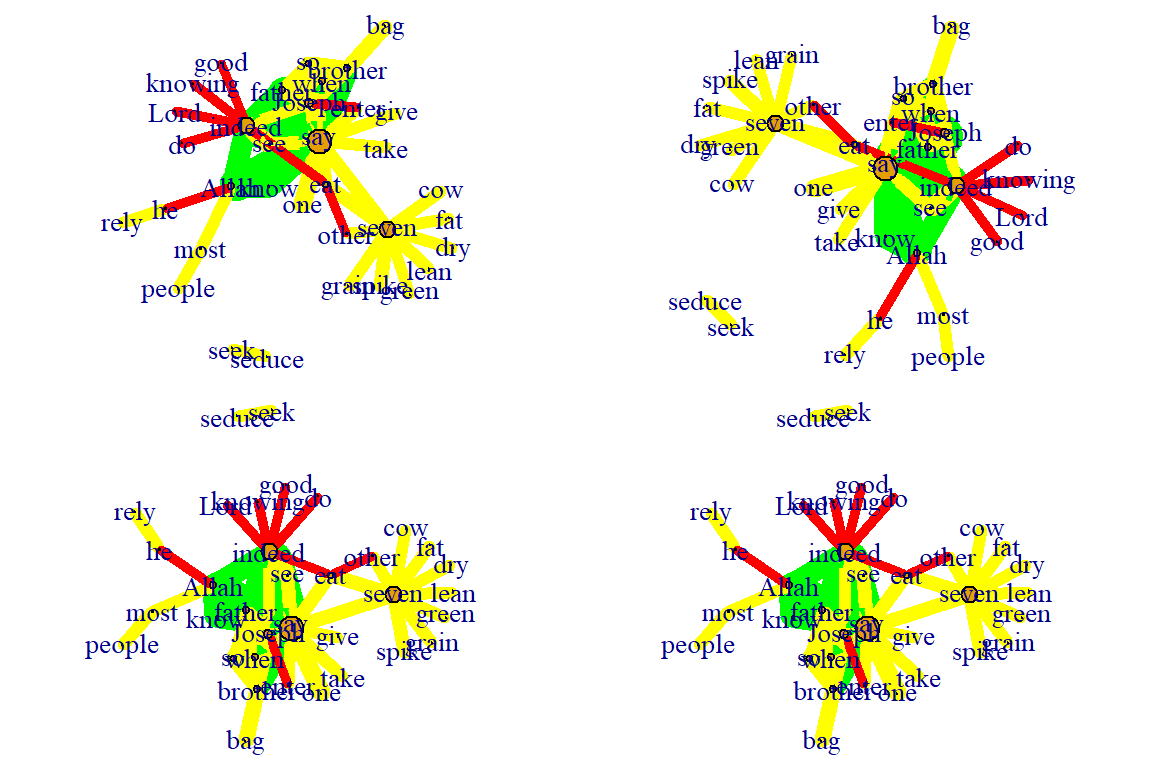 bag
good
so
brother
knowing
when
father
Lord
Joseph
enter
give
indeed
say
do
see
take
Allah
know
eat
cow
one
he
rely
fat
seven
other
most
dry
lean
people
grain
spike
green
seek
seduce
bag
lean
grain
spike
brother
other
so
fat
when
enter
seven
Joseph
dry
green
eat
father
do
say
knowing
cow
one
indeed
give
see
Lord
take
know
good
Allah
seduce
he
most
seek
rely
people
seduce
seek
good
do
Lord
knowing
rely
cow
he
indeed
other
fat
see
eat
dry
Allah
seven
lean
most
father
green
know
say
Joseph
give
people
grain
spike
so
when
take
brother
enter
one
bag
seduce
seek
good
do
Lord
knowing
rely
cow
he
indeed
other
fat
see
eat
dry
Allah
seven
lean
most
father
green
know
say
Joseph
give
people
grain
spike
so
when
take
brother
enter
one
bag